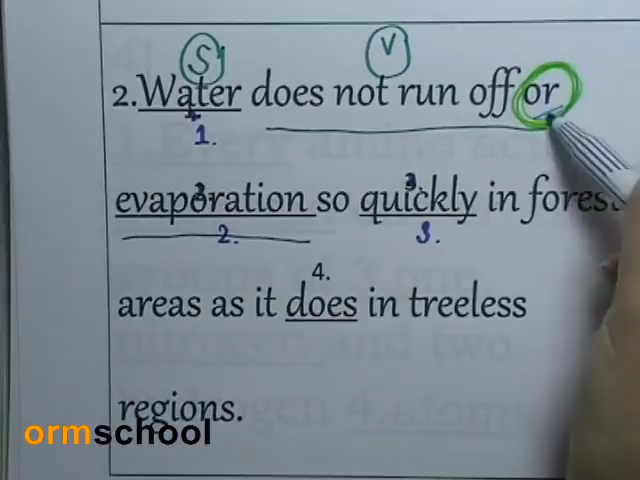 S V
2.Water does not run off or
1. 3.
evaporation so quickly in forest
2. 3.
4.
areas as it does in treeless
regions.
ormschool